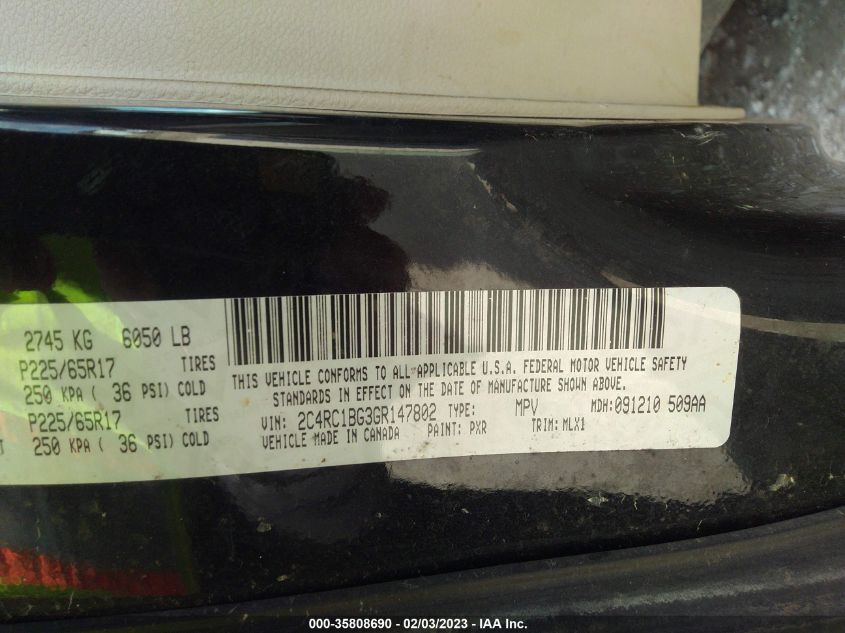 2745 KG 6050 LB
P225/65R17 TIRES
250 KPA ( 36 PSI) COLD
P225/65R17 TIRES
250 KPA ( 36 PSI) COLD
THIS VEHICLE CONFORMS TO ALL APPLICABLE U.S.A. FEDERAL MOTOR VEHICLE SAFETY
STANDARDS IN EFFECT ON THE DATE OF MANUFACTURE SHOWN ABOVE.
VIN: 2C4RC1BG3GR147802 TYPE: MPV MDH:091210 509AA
VEHICLE MADE IN CANADA PAINT: PXR TRIM: MLX1
000-35808690 - 02/03/2023 - IAA Inc.